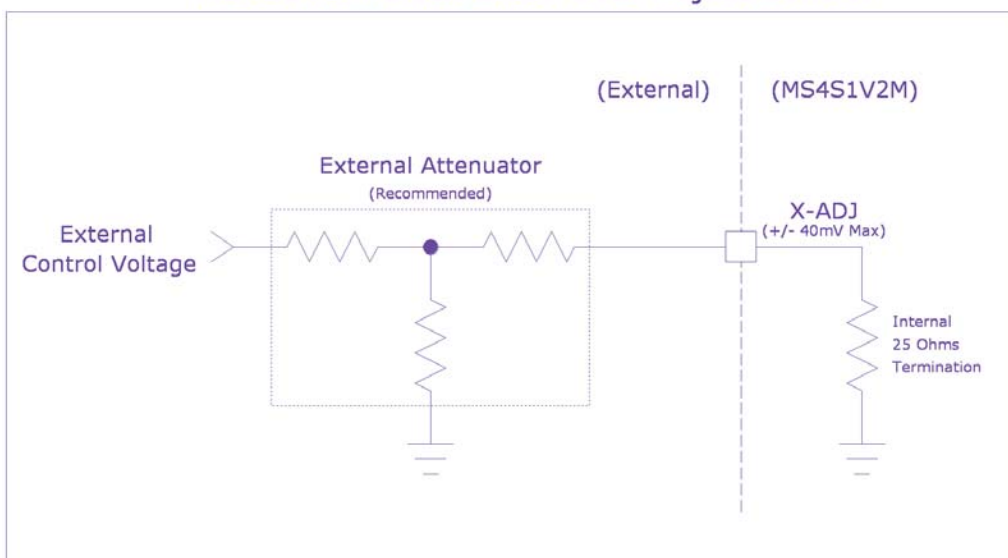 (External)
(MS4S1V2M)
External Attenuator
(Recommended)
External
Control Voltage
X-ADJ
(+/- 40mV Max)
Internal
25 Ohms
Termination